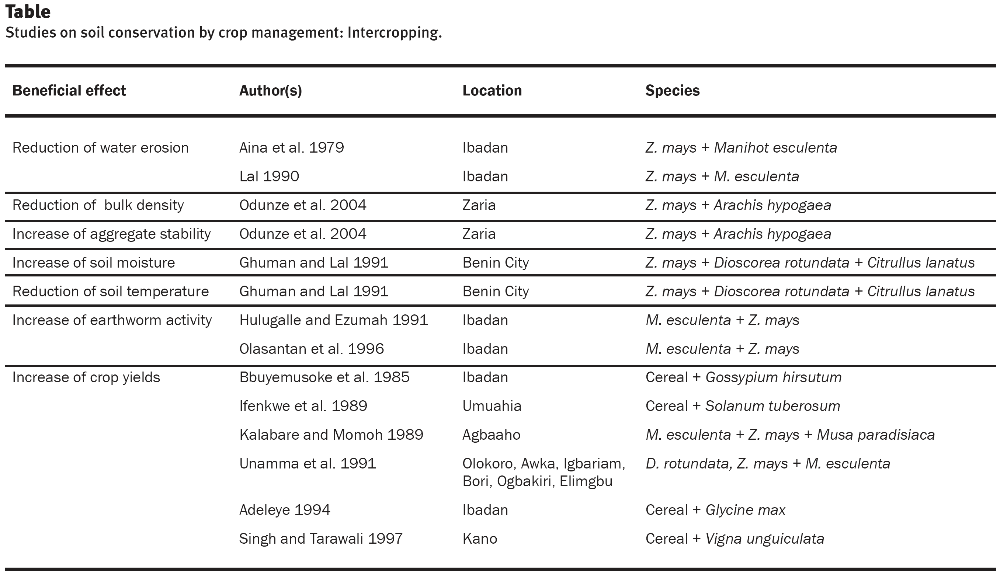 Table
Studies on soil conservation by crop management: Intercropping.
Beneficial effect Author(s) Location Species
Reduction of water erosion Aina et al. 1979 Ibadan Z. mays + Manihot esculenta
Lal 1990 Ibadan Z. mays + M. esculenta
Reduction of bulk density Odunze et al. 2004 Zaria Z. mays + Arachis hypogaea
Increase of aggregate stability Odunze et al. 2004 Zaria Z. mays + Arachis hypogaea
Increase of soil moisture Ghuman and Lal 1991 Benin City Z. mays + Dioscorea rotundata + Citrullus lanatus
Reduction of soil temperature Ghuman and Lal 1991 Benin City Z. mays + Dioscorea rotundata + Citrullus lanatus
Increase of earthworm activity Hulugalle and Ezumah 1991 Ibadan M. esculenta + Z. mays
Olasantan et al. 1996 Ibadan M. esculenta + Z. mays
Increase of crop yields Bbuyemusoke et al. 1985 Ibadan Cereal + Gossypium hirsutum
Ifenkwe et al. 1989 Umuahia Cereal + Solanum tuberosum
Kalabare and Momoh 1989 Agbaaho M. esculenta + Z. mays + Musa paradisiaca
Unamma et al. 1991 Olokoro, Awka, Igbariam, D. rotundata, Z. mays + M. esculenta
Bori, Ogbakiri, Elimgbu
Adeleye 1994 Ibadan Cereal + Glycine max
Singh and Tarawali 1997 Kano Cereal + Vigna unguiculata